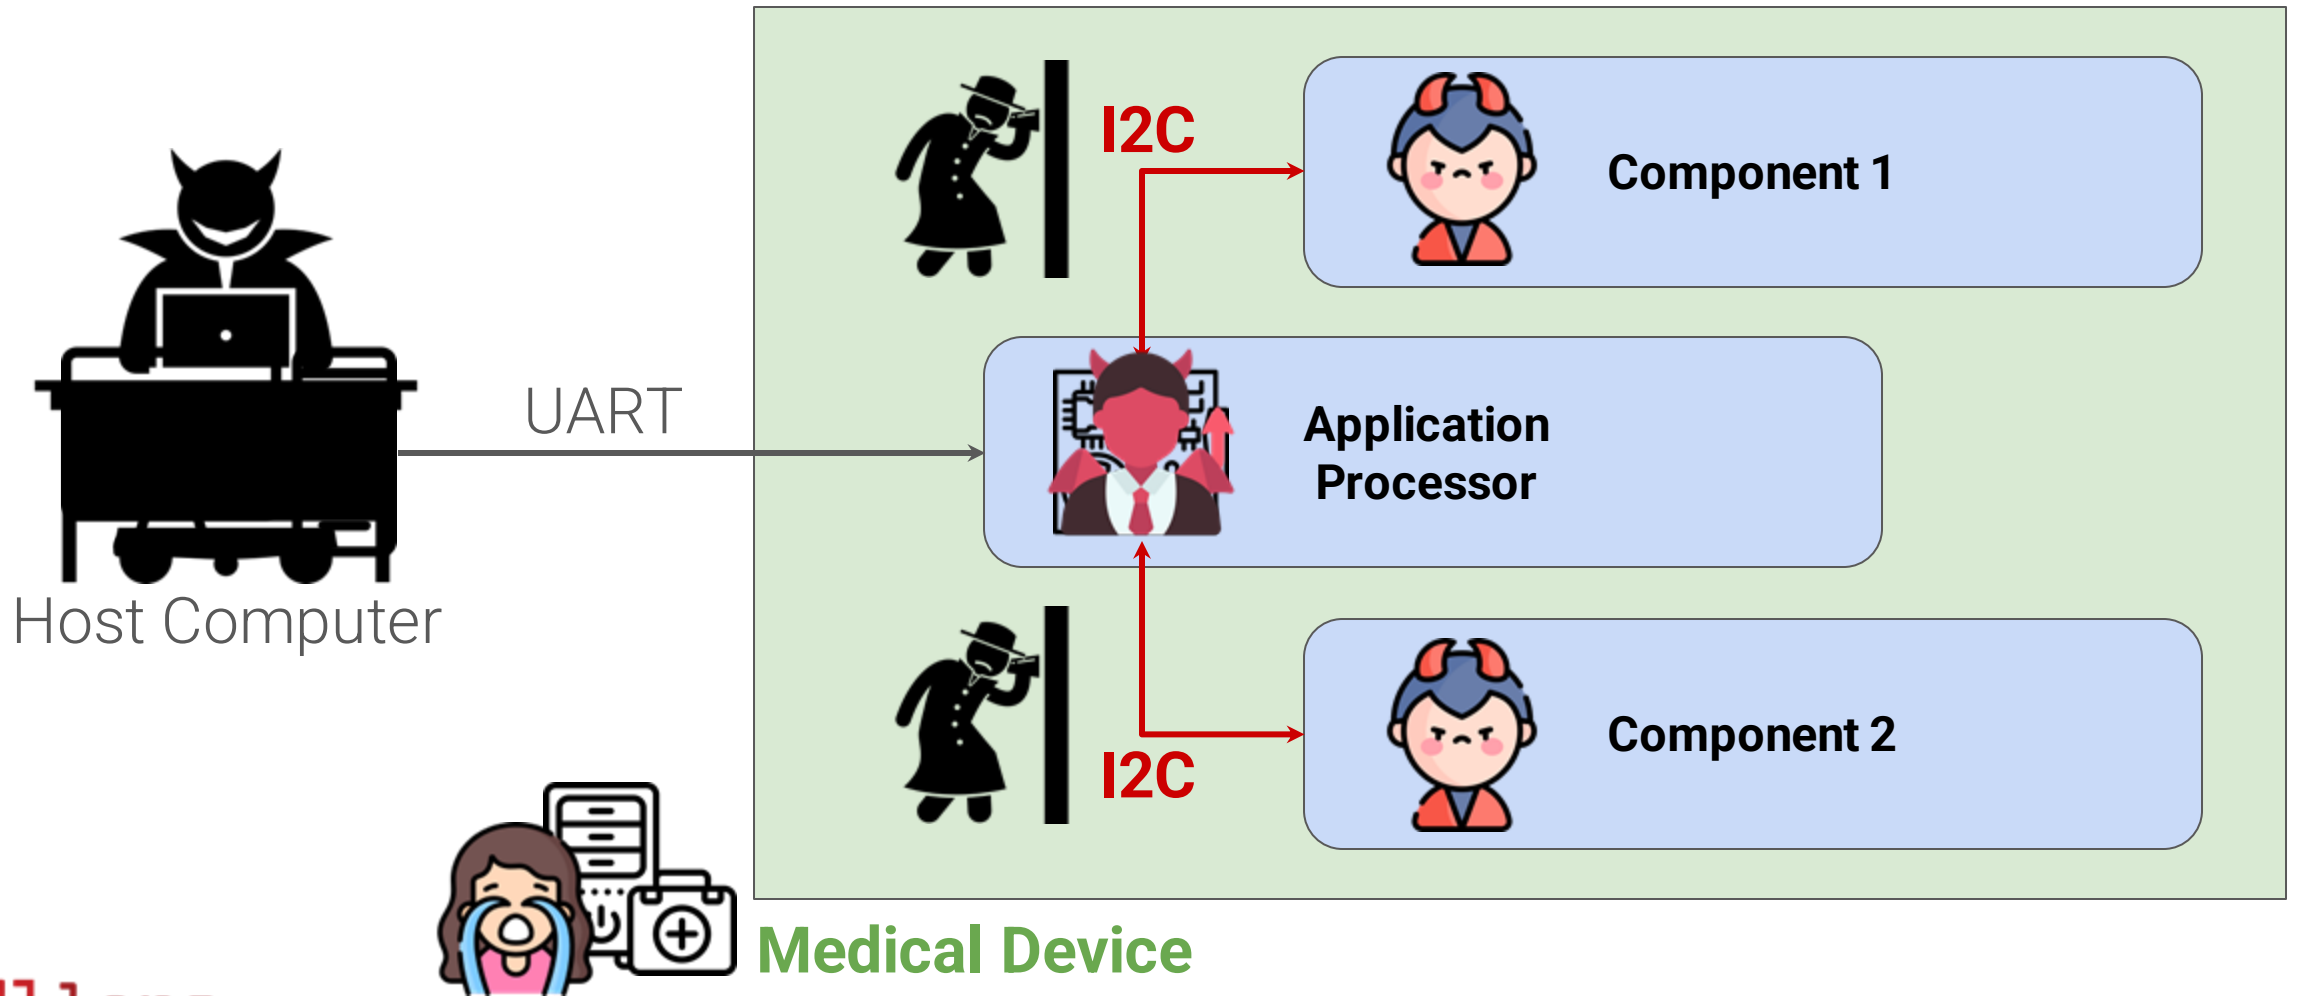 I2C
Component 1
UART
Application
Processor
Host Computer
I2C
Component 2
Medical Device